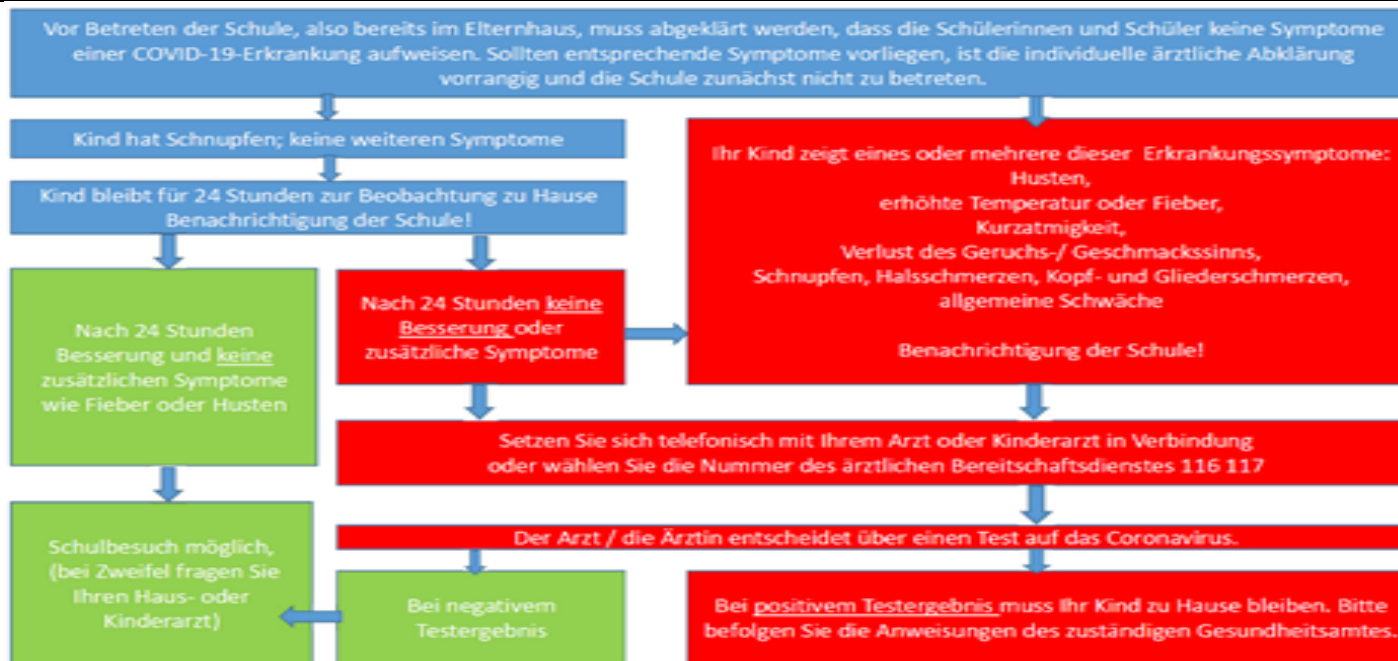 Vor Betreten der Schule, also bereits im Elternhaus, muss abgeklärt werden, dass die Schülerinnen und Schüler keine Symptome
einer COVID-19-Erkrankung aufweisen. Sollten entsprechende Symptome vorliegen, ist die individuelle ärztliche Abklärung
vorrangig und die Schule zunächst nicht zu betreten.
Kind hat Schnupfen; keine weiteren Symptome
Kind bleibt für 24 Stunden zur Beobachtung zu Hause
Benachrichtigung der Schule!
Nach 24 Stunden
Besserung und keine
zusätzlichen Symptome
wie Fieber oder Husten
Nach 24 Stunden keine
Besserung oder
zusätzliche Symptome
Ihr Kind zeigt eines oder mehrere dieser Erkrankungssymptome:
Husten,
erhöhte Temperatur oder Fieber,
Kurzatmigkeit,
Verlust des Geruchs-/ Geschmackssinns,
Schnupfen, Halsschmerzen, Kopf- und Gliederschmerzen,
allgemeine Schwäche
Benachrichtigung der Schule!
Setzen Sie sich telefonisch mit Ihrem Arzt oder Kinderarzt in Verbindung
oder wählen Sie die Nummer des ärztlichen Bereitschaftsdienstes 116 117
Der Arzt / die Ärztin entscheidet über einen Test auf das Coronavirus.
Schulbesuch möglich,
(bei Zweifel fragen Sie
Ihren Haus- oder
Kinderarzt)
Bei negativem
Testergebnis
Bei positivem Testergebnis muss Ihr Kind zu Hause bleiben. Bitte
befolgen Sie die Anweisungen des zuständigen Gesundheitsamtes.